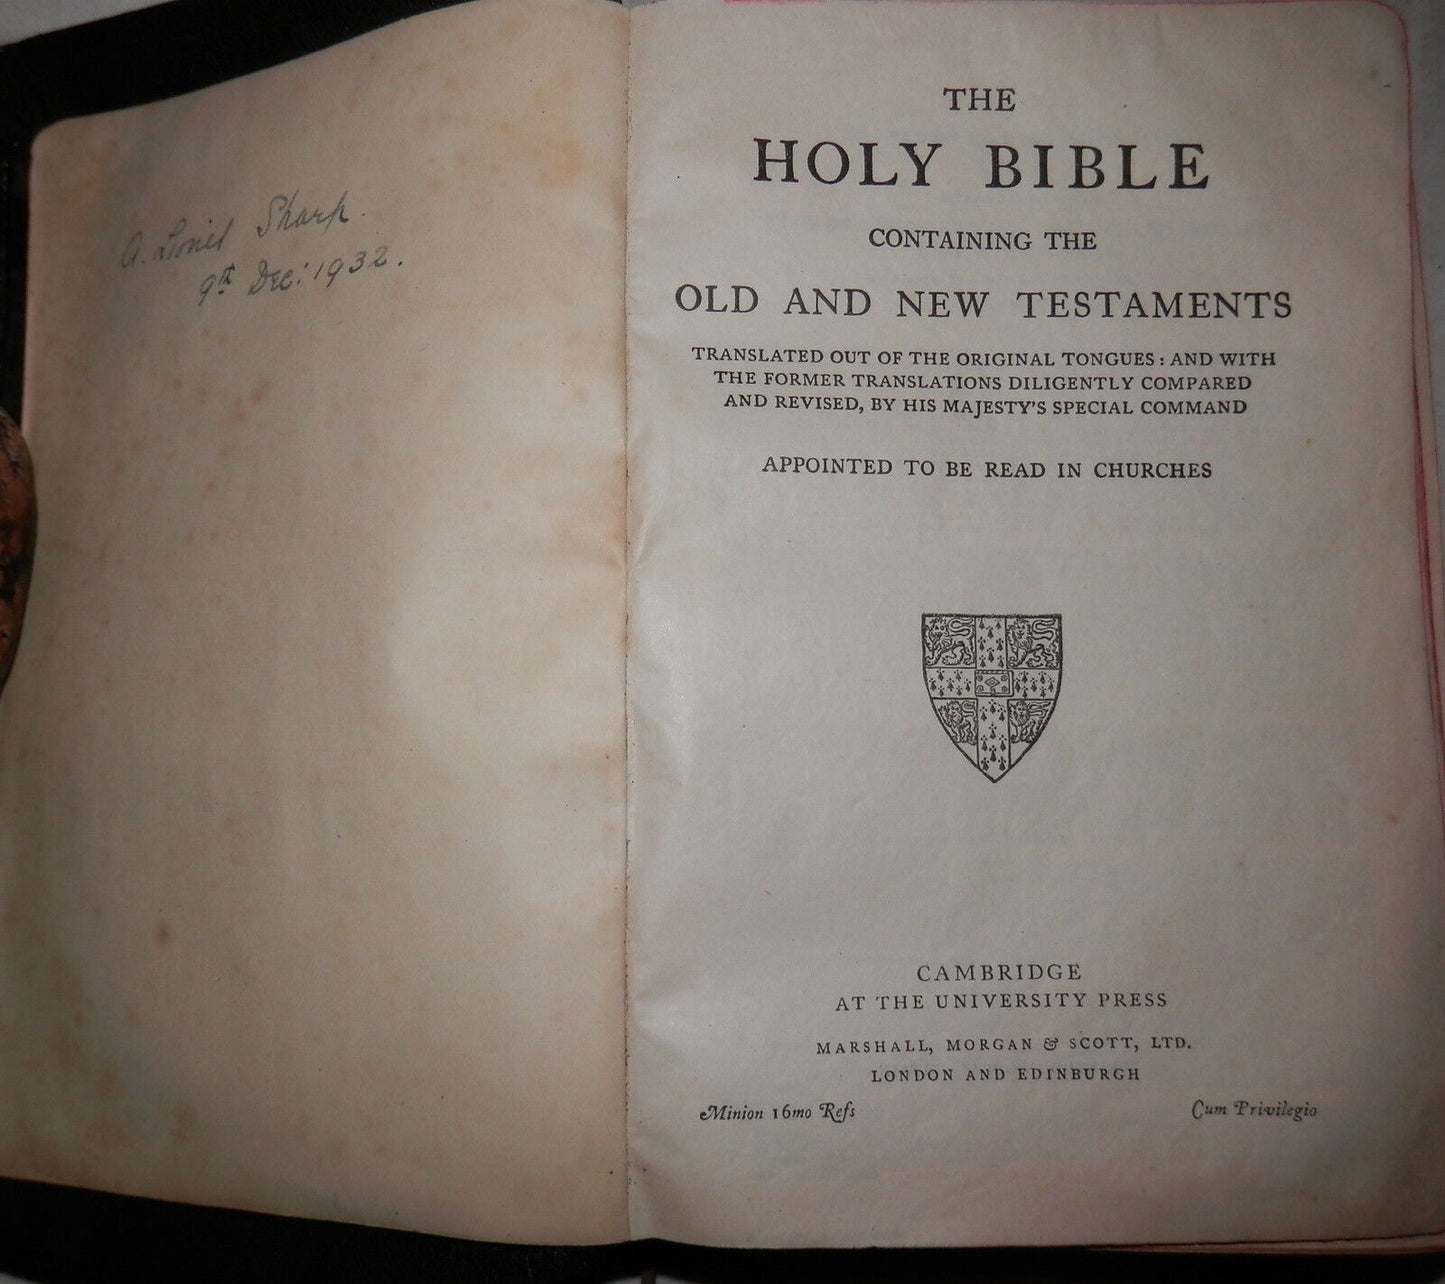 A. Lionel Sharp.
9th Dec: 1932.
THE
HOLY BIBLE
CONTAINING THE
OLD AND NEW TESTAMENTS
TRANSLATED OUT OF THE ORIGINAL TONGUES: AND WITH
THE FORMER TRANSLATIONS DILIGENTLY COMPARED
AND REVISED, BY HIS MAJESTY'S SPECIAL COMMAND
APPOINTED TO BE READ IN CHURCHES
CAMBRIDGE
AT THE UNIVERSITY PRESS
MARSHALL, MORGAN & SCOTT, LTD.
LONDON AND EDINBURGH
Minion 16mo Refs
Cum Privilegio